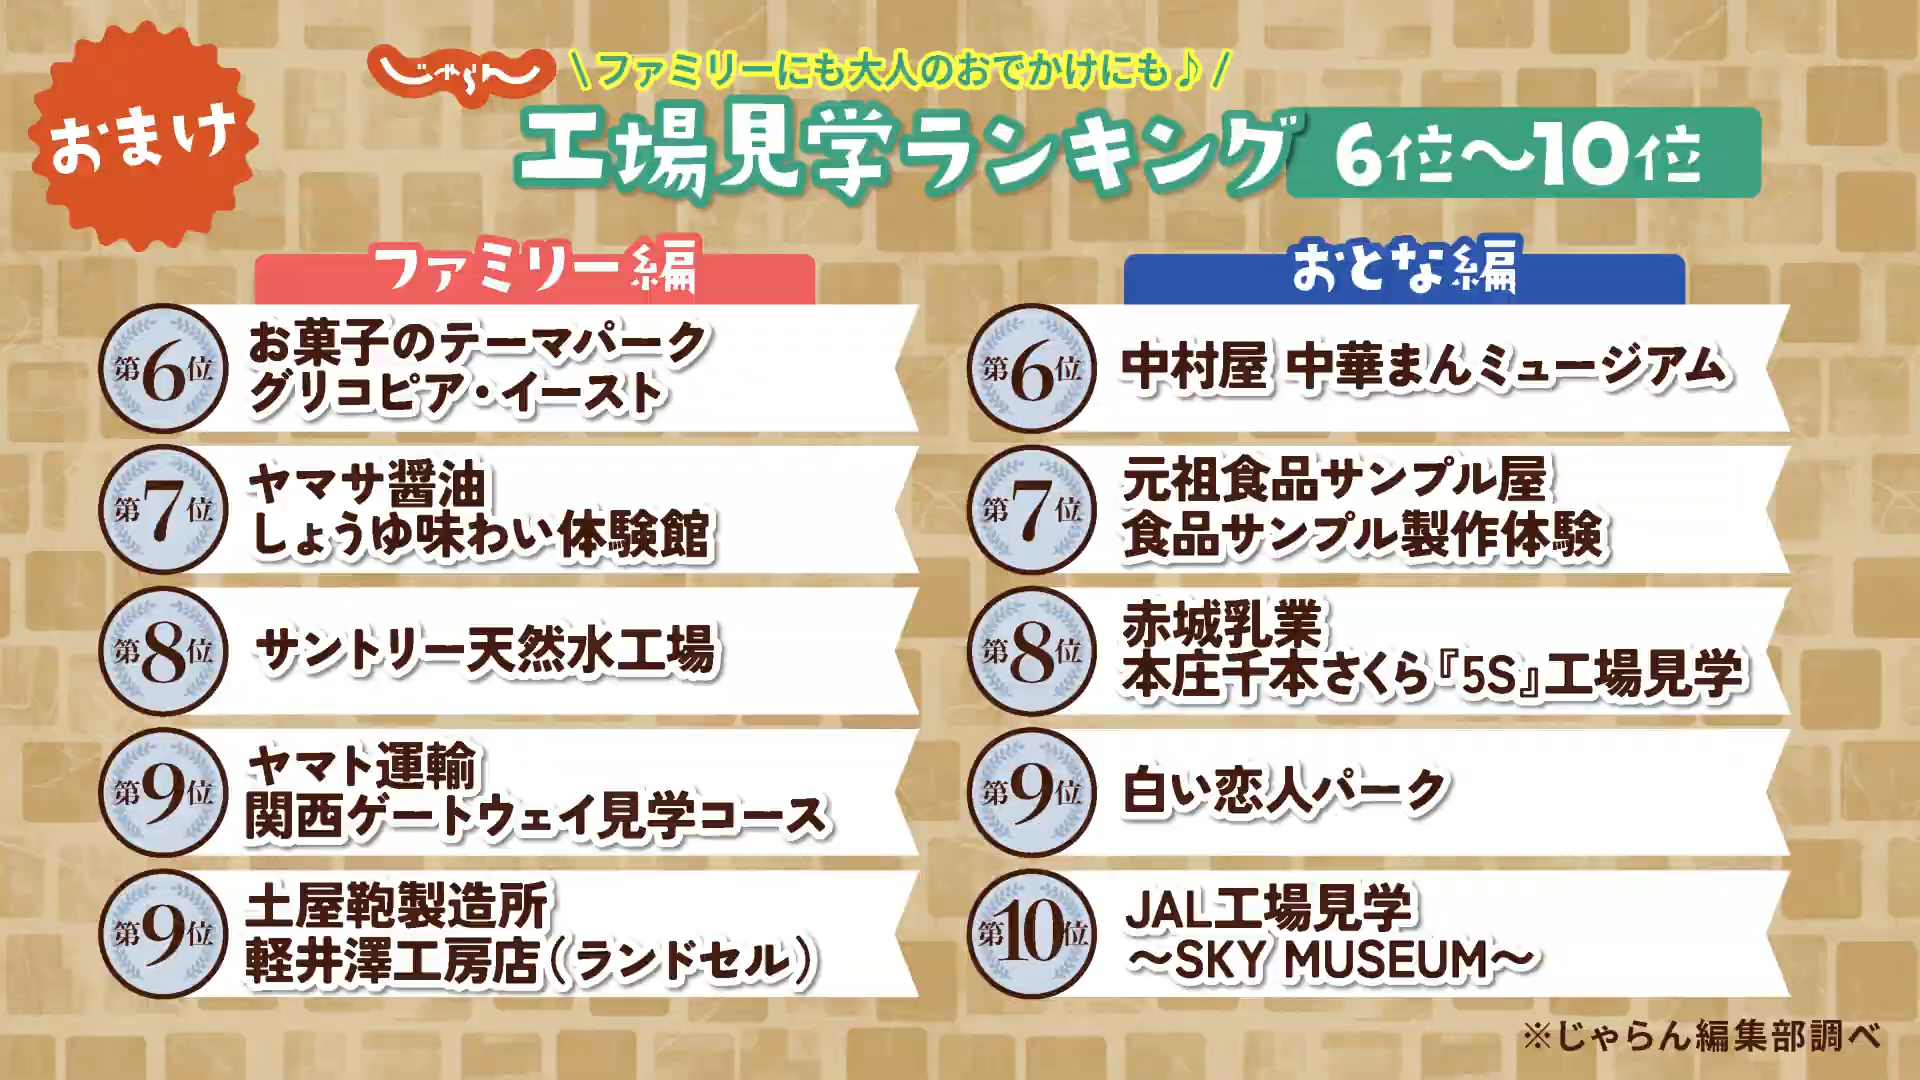 おまけ
じゃらん
\ファミリーにも大人のおでかけにも♪/
工場見学ランキング 6位〜10位
ファミリー編
第6位 お菓子のテーマパーク
グリコピア・イースト
第7位 ヤマサ醤油
しょうゆ味わい体験館
第8位 サントリー天然水工場
第9位 ヤマト運輸
関西ゲートウェイ見学コース
第9位 土屋鞄製造所
軽井澤工房店（ランドセル）
おとな編
第6位 中村屋 中華まんミュージアム
第7位 元祖食品サンプル屋
食品サンプル製作体験
第8位 赤城乳業
本庄千本さくら『5S』工場見学
第9位 白い恋人パーク
第10位 JAL工場見学
〜SKY MUSEUM〜
※じゃらん編集部調べ